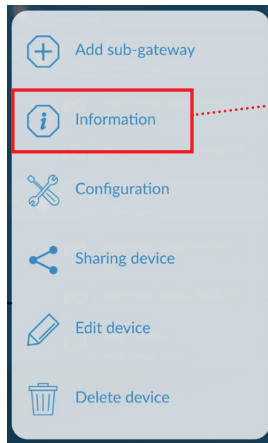 Add sub-gateway
Information
Configuration
Sharing device
Edit device
Delete device